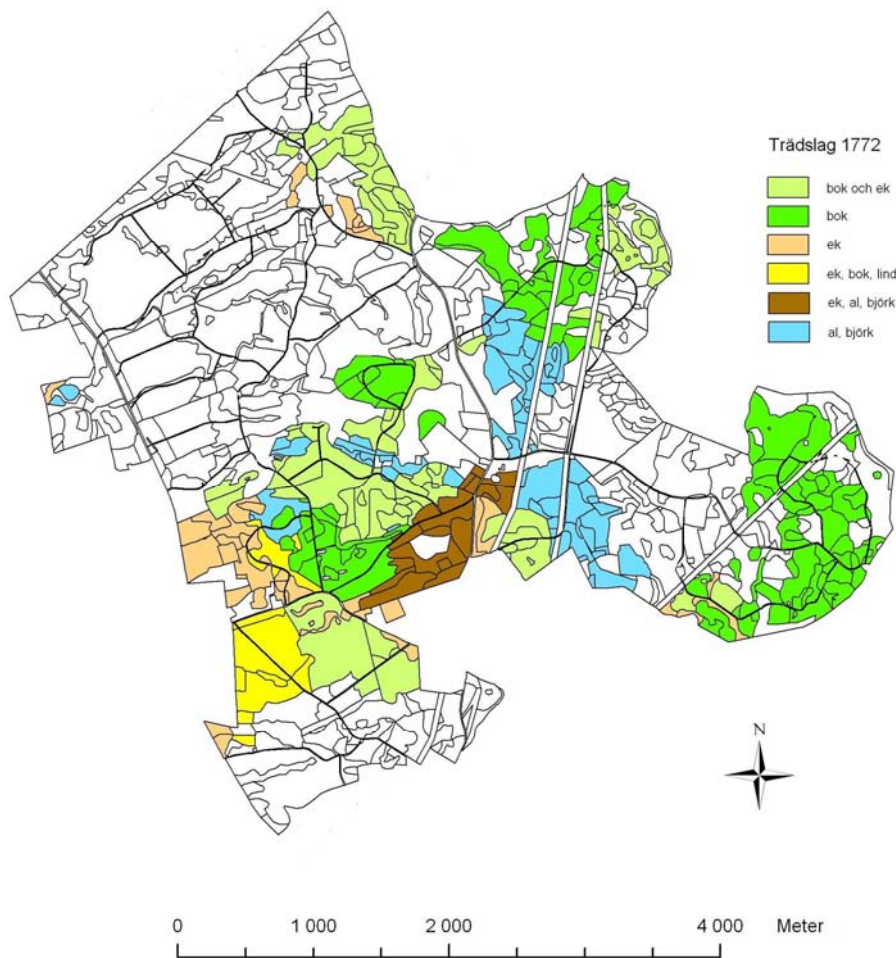 Trädslag 1772
bok och ek
bok
ek
ek, bok, lind
ek, al, björk
al, björk
N
0 1 000 2 000 4 000 Meter